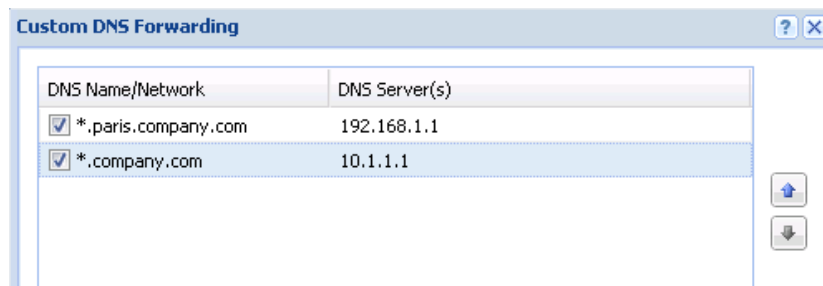 Custom DNS Forwarding
DNS Name/Network DNS Server(s)
*.paris.company.com 192.168.1.1
*.company.com 10.1.1.1